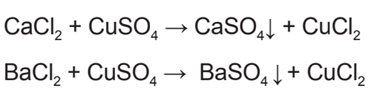 CaCl₂ + CuSO₄ → CaSO₄↓ + CuCl₂
BaCl₂ + CuSO₄ → BaSO₄↓ + CuCl₂